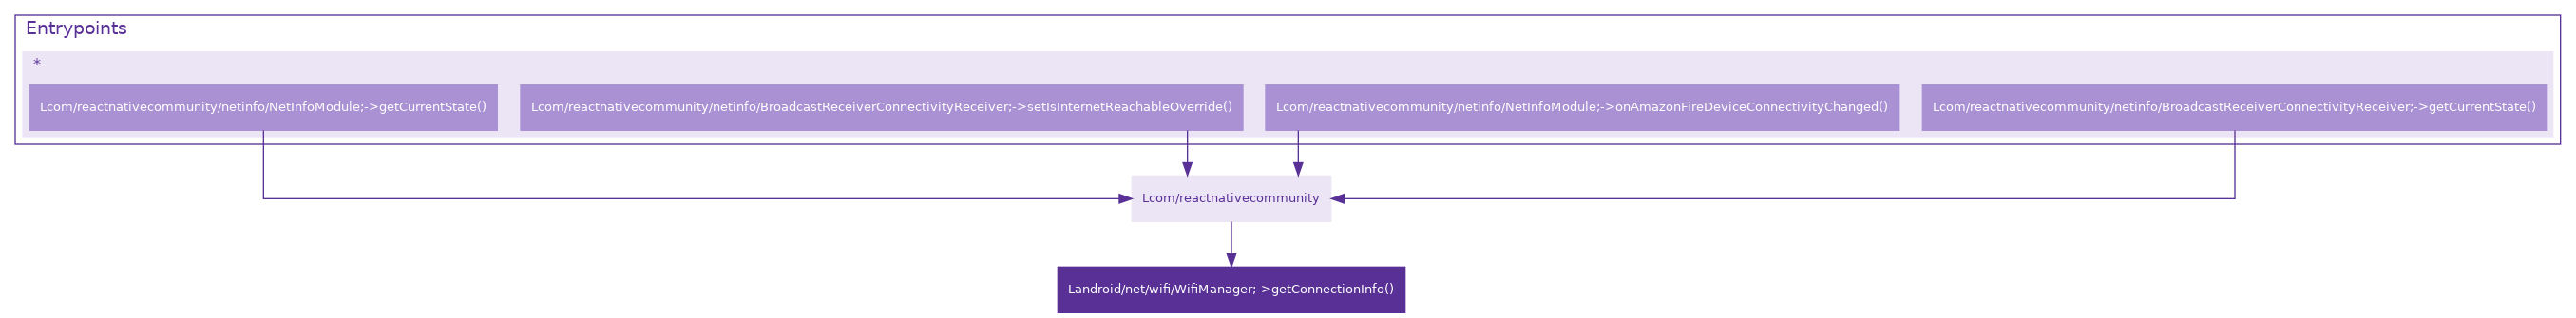 Entrypoints
*
Lcom/reactnativecommunity/netinfo/NetInfoModule;->getCurrentState()
Lcom/reactnativecommunity/netinfo/BroadcastReceiverConnectivityReceiver;->setIsInternetReachableOverride()
Lcom/reactnativecommunity/netinfo/NetInfoModule;->onAmazonFireDeviceConnectivityChanged()
Lcom/reactnativecommunity/netinfo/BroadcastReceiverConnectivityReceiver;->getCurrentState()
Lcom/reactnativecommunity
Landroid/net/wifi/WifiManager;->getConnectionInfo()